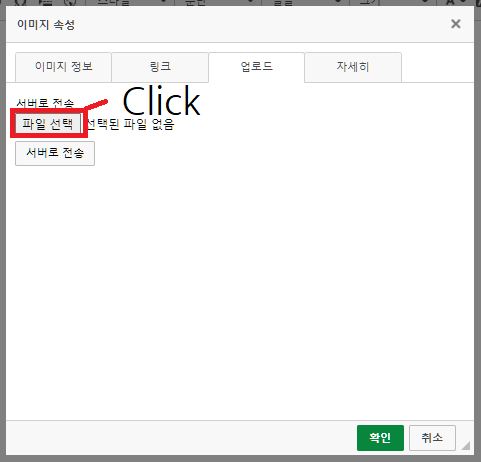 이미지 속성
이미지 정보
링크
업로드
자세히
서버로 전송
Click
파일 선택 선택된 파일 없음
서버로 전송
확인
취소